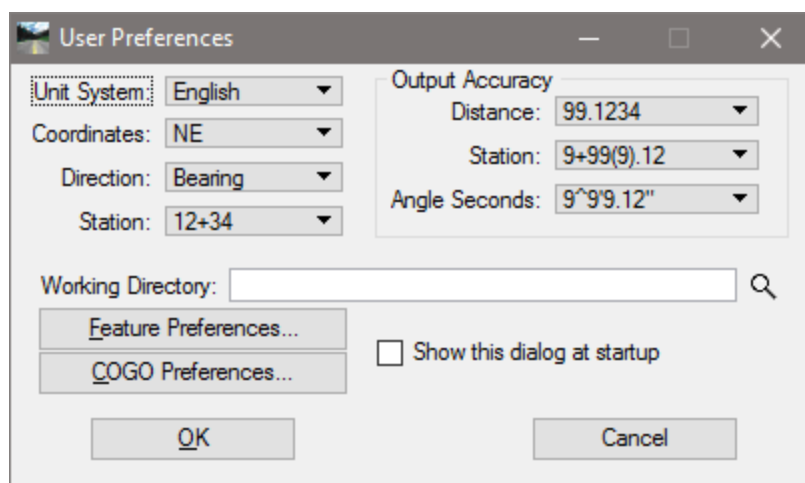 User Preferences
Unit System: English
Coordinates: NE
Direction: Bearing
Station: 12+34
Output Accuracy
Distance: 99.1234
Station: 9+99(9).12
Angle Seconds: 9^9'9.12"
Working Directory:
Feature Preferences...
COGO Preferences...
Show this dialog at startup
OK
Cancel